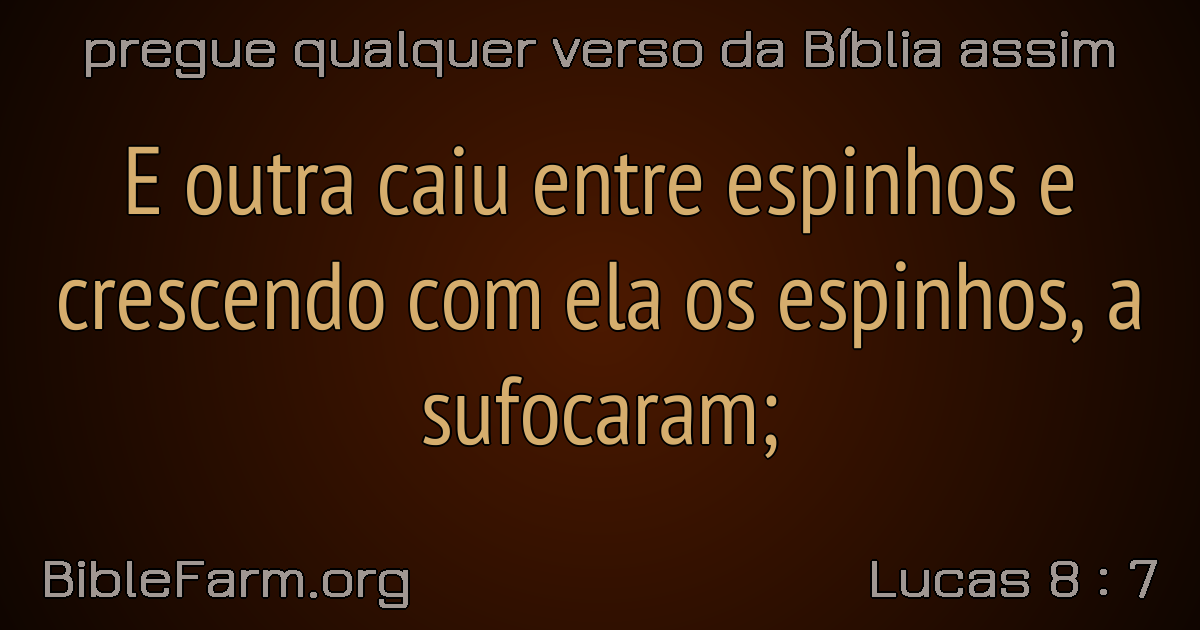 pregue qualquer verso da Bíblia assim
E outra caiu entre espinhos e
crescendo com ela os espinhos, a
sufocaram;
BibleFarm.org
Lucas 8 : 7